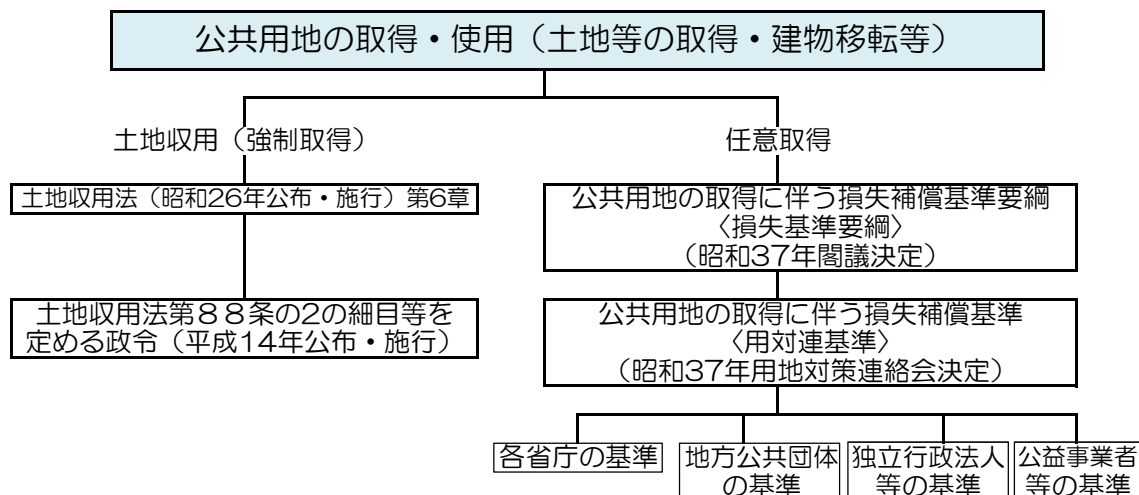 公共用地の取得・使用（土地等の取得・建物移転等）
土地収用（強制取得）
土地収用法（昭和26年公布・施行）第6章
土地収用法第８８条の2の細目等を
定める政令（平成14年公布・施行）
任意取得
公共用地の取得に伴う損失補償基準要綱
〈損失基準要綱〉
（昭和37年閣議決定）
公共用地の取得に伴う損失補償基準
〈用対連基準〉
（昭和37年用地対策連絡会決定）
各省庁の基準
地方公共団体
の基準
独立行政法人
等の基準
公益事業者
等の基準